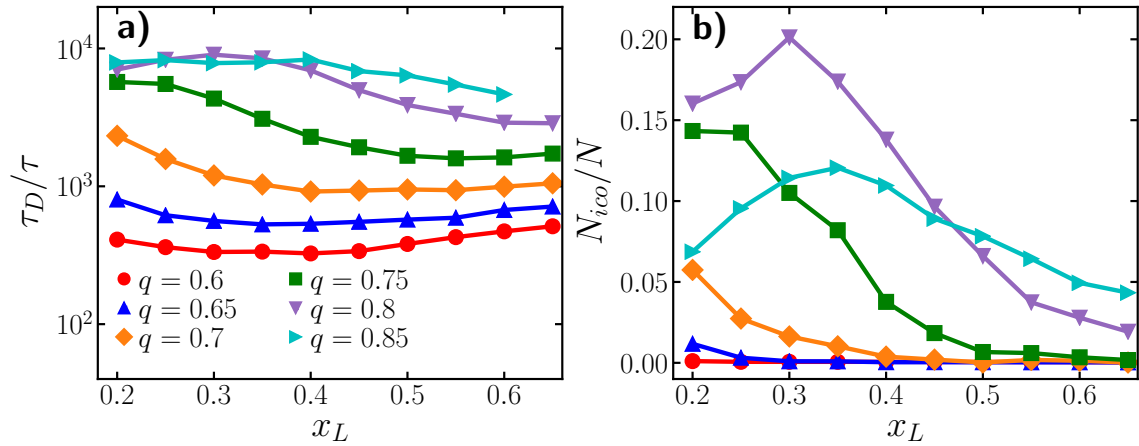 a)
10^4
10^3
10^2
τ_D/τ
q = 0.6
q = 0.65
q = 0.7
q = 0.75
q = 0.8
q = 0.85
0.2 0.3 0.4 0.5 0.6
x_L
b)
0.20
0.15
0.10
0.05
0.00
N_{ico}/N
0.2 0.3 0.4 0.5 0.6
x_L